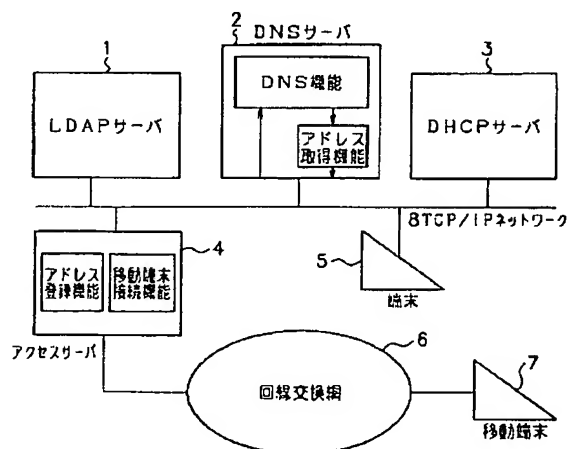 1
LDAPサーバ
2
DNSサーバ
DNS機能
アドレス
取得機能
3
DHCPサーバ
8TCP/IPネットワーク
4
アドレス
登録機能
移動端末
接続機能
アクセスサーバ
5
端末
6
回線交換網
7
移動端末